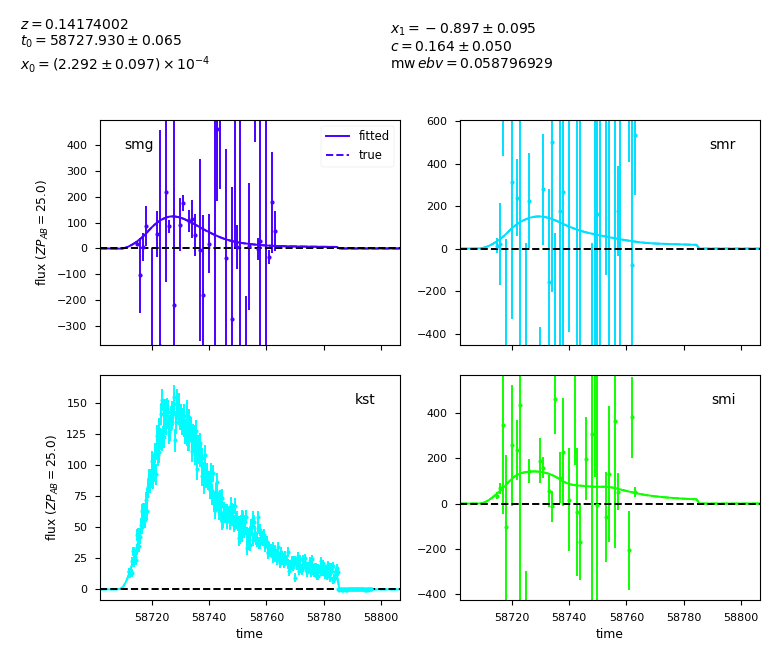 z = 0.14174002
t₀ = 58727.930 ± 0.065
x₀ = (2.292 ± 0.097) × 10⁻⁴
x₁ = −0.897 ± 0.095
c = 0.164 ± 0.050
mwebv = 0.058796929
smg
fitted
true
400
300
200
100
0
−100
−200
−300
flux (ZP_AB = 25.0)
smr
600
400
200
0
−200
−400
kst
150
125
100
75
50
25
0
flux (ZP_AB = 25.0)
58720
58740
58760
58780
58800
time
smi
400
200
0
−200
−400
58720
58740
58760
58780
58800
time